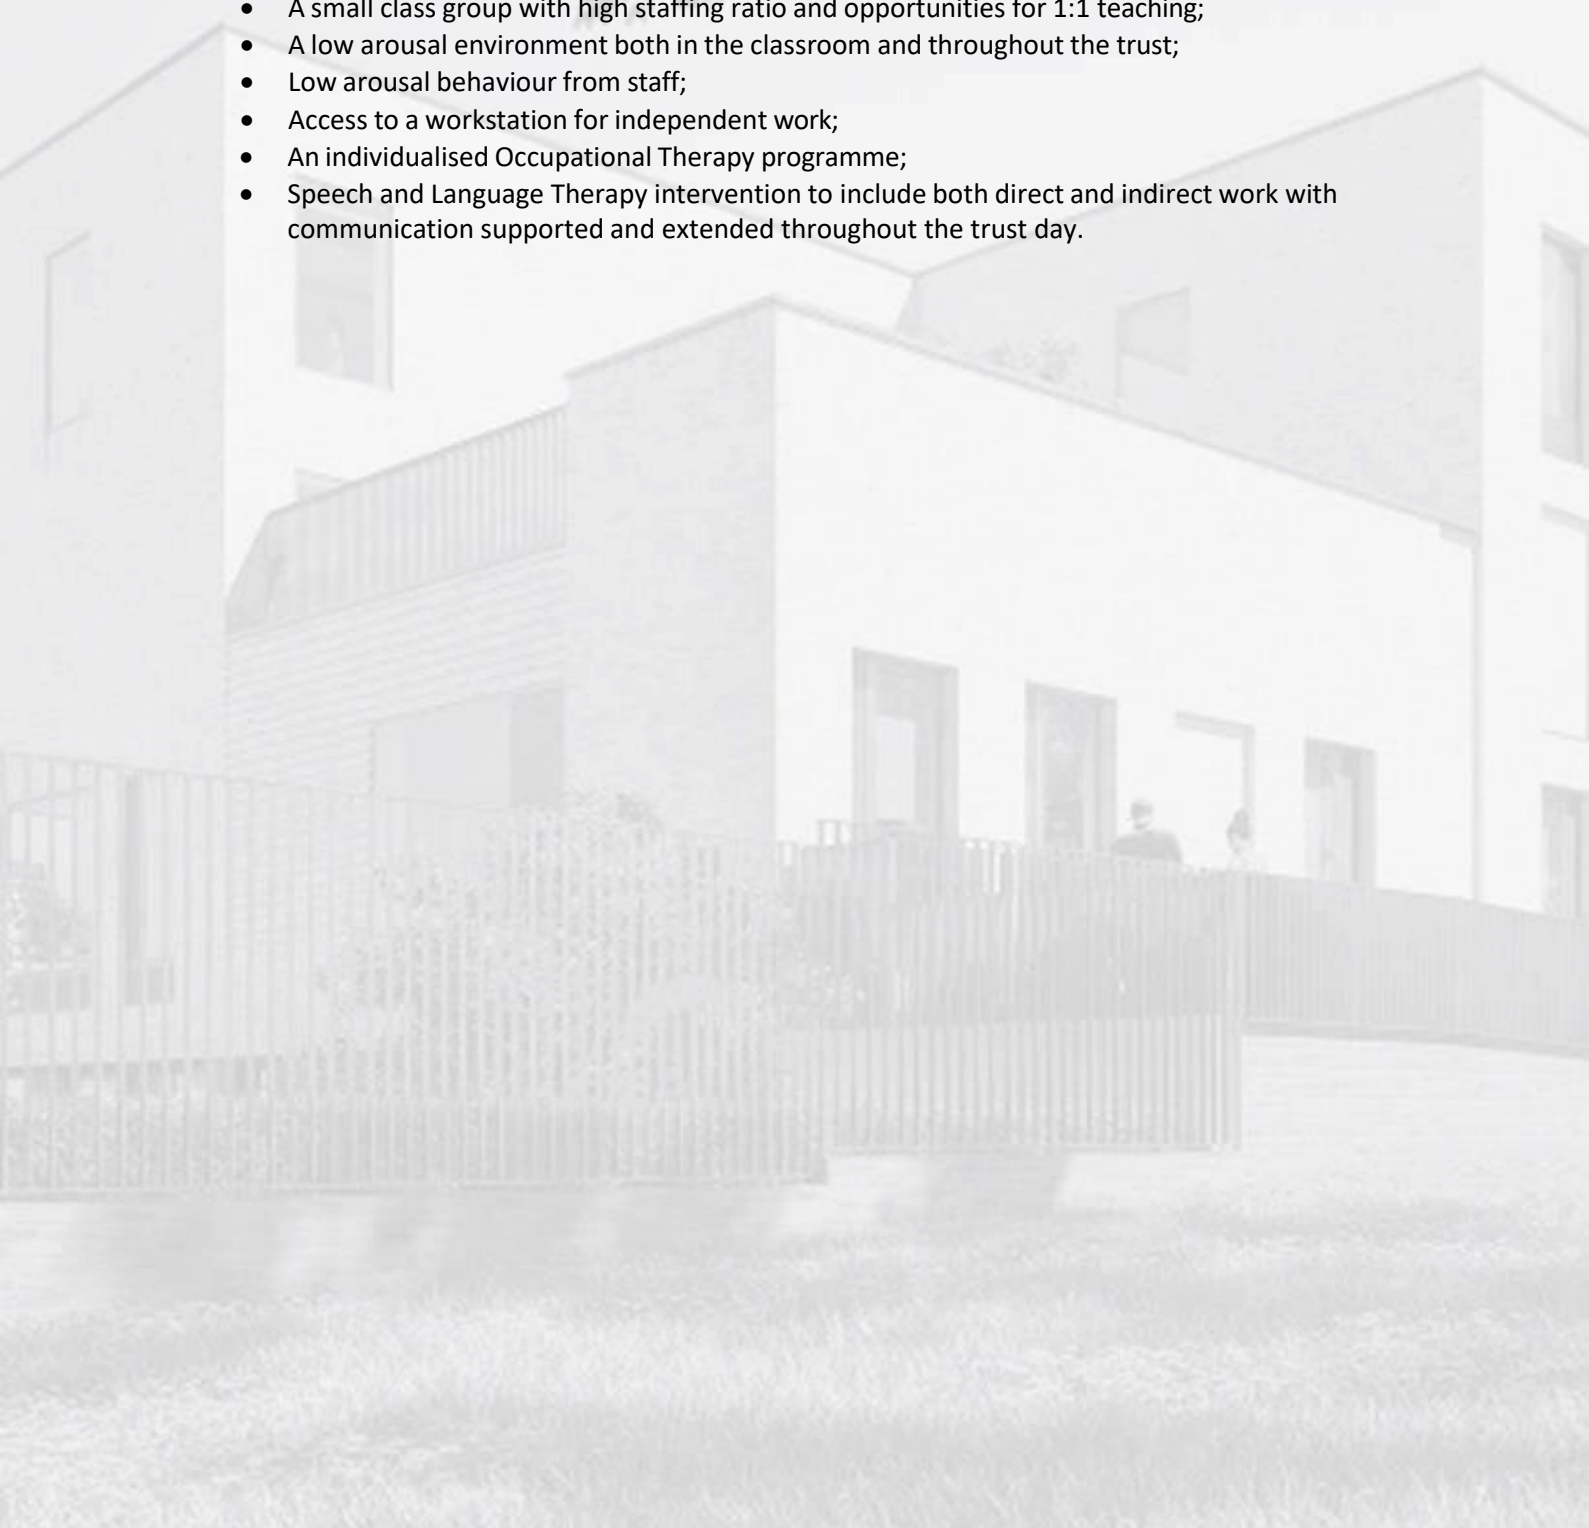 • A small class group with high staffing ratio and opportunities for 1:1 teaching;
• A low arousal environment both in the classroom and throughout the trust;
• Low arousal behaviour from staff;
• Access to a workstation for independent work;
• An individualised Occupational Therapy programme;
• Speech and Language Therapy intervention to include both direct and indirect work with
communication supported and extended throughout the trust day.